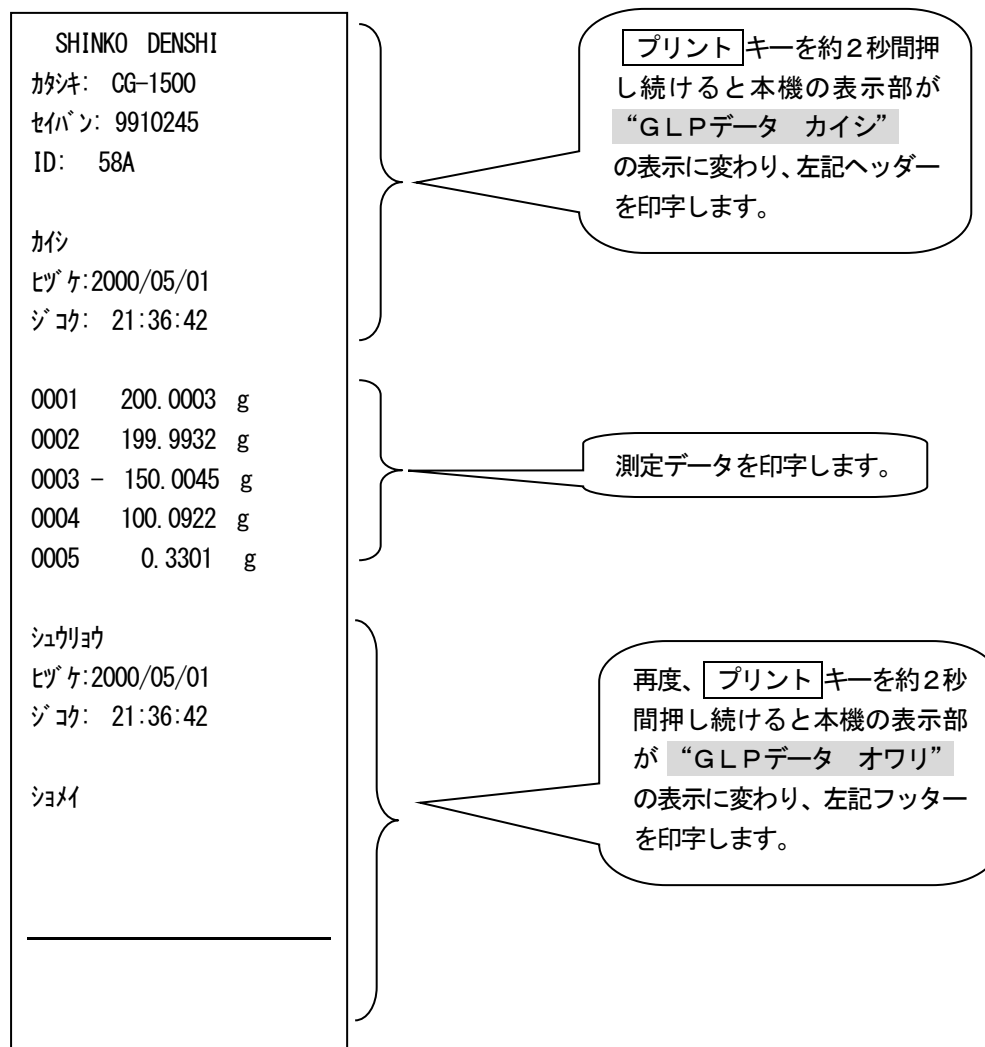 SHINKO DENSHI
ｶﾀｼｷ: CG-1500
ｾｲﾊﾞﾝ: 9910245
ID: 58A
ｶｲｼ
ﾋﾂﾞｹ:2000/05/01
ｼﾞｺｸ: 21:36:42
0001 200.0003 g
0002 199.9932 g
0003 - 150.0045 g
0004 100.0922 g
0005 0.3301 g
ｼｭｳﾘｮｳ
ﾋﾂﾞｹ:2000/05/01
ｼﾞｺｸ: 21:36:42
ｼｮﾒｲ
プリント キーを約２秒間押
し続けると本機の表示部が
“ＧＬＰデータ　カイシ”
の表示に変わり、左記ヘッダー
を印字します。
測定データを印字します。
再度、 プリント キーを約２秒
間押し続けると本機の表示部
が “ＧＬＰデータ　オワリ”
の表示に変わり、左記フッター
を印字します。